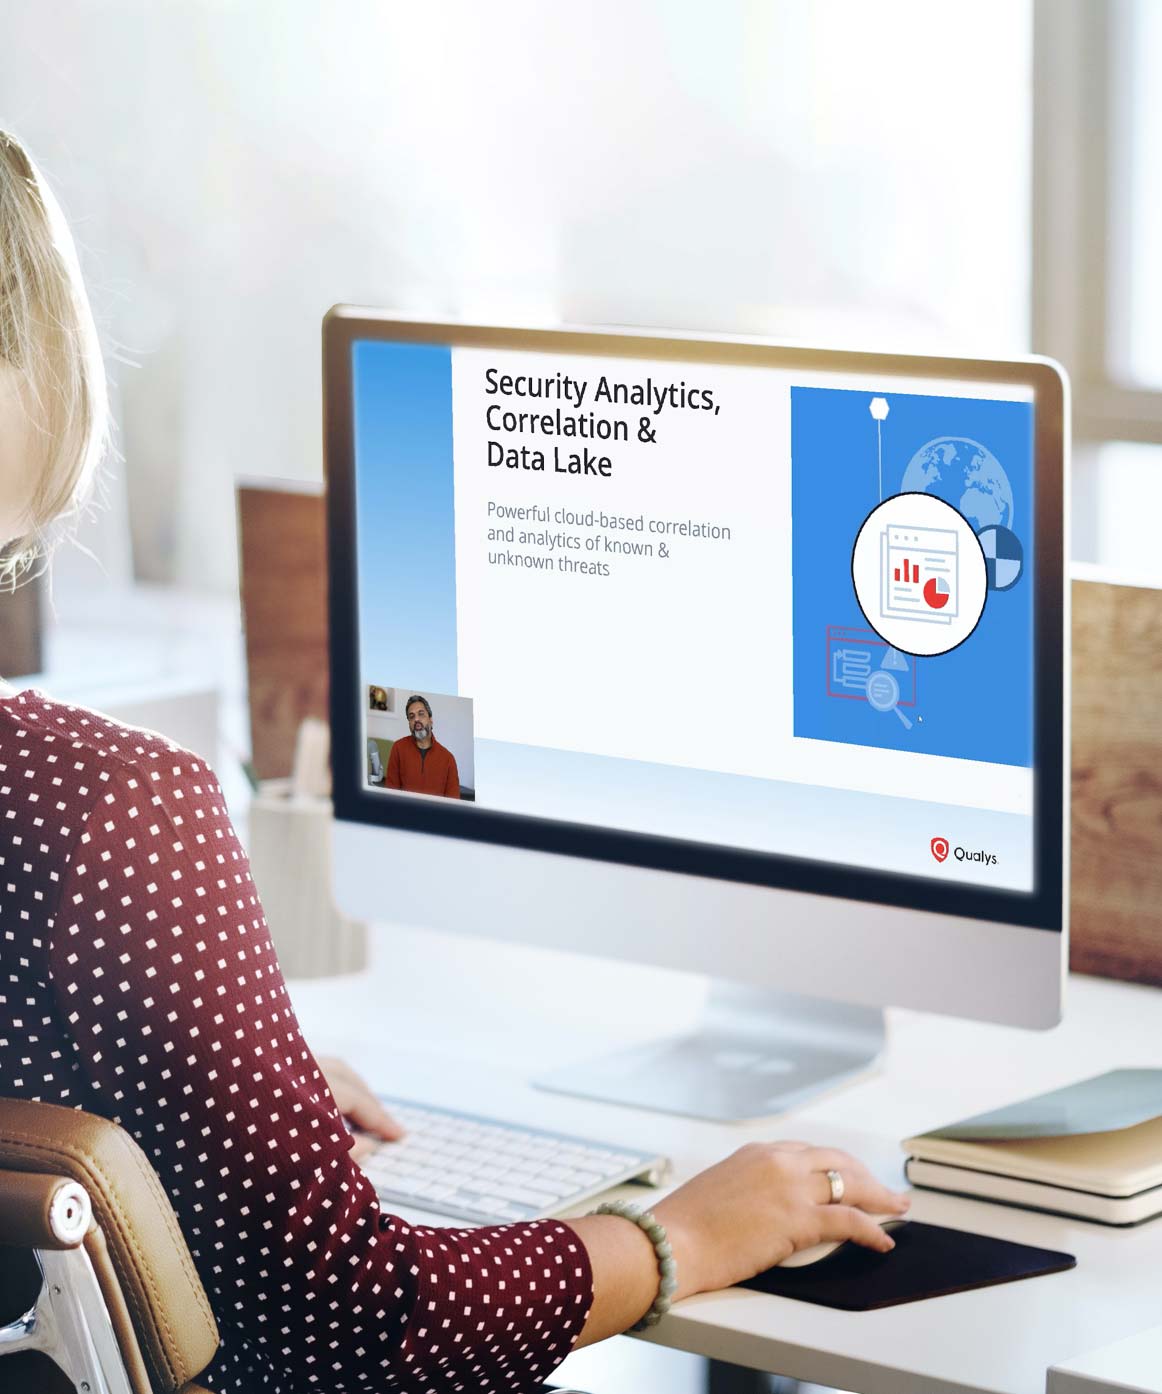 Security Analytics,
Correlation &
Data Lake
Powerful cloud-based correlation
and analytics of known &
unknown threats
Qualys.